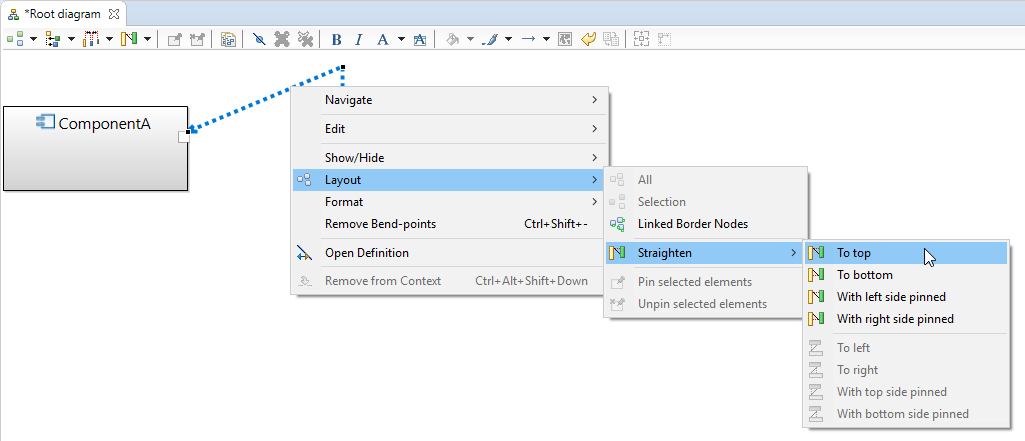 *Root diagram
B I A A
ComponentA
Navigate
Edit
Show/Hide
Layout
Format
Remove Bend-points Ctrl+Shift+-
Open Definition
Remove from Context Ctrl+Alt+Shift+Down
All
Selection
Linked Border Nodes
Straighten
Pin selected elements
Unpin selected elements
To top
To bottom
With left side pinned
With right side pinned
To left
To right
With top side pinned
With bottom side pinned